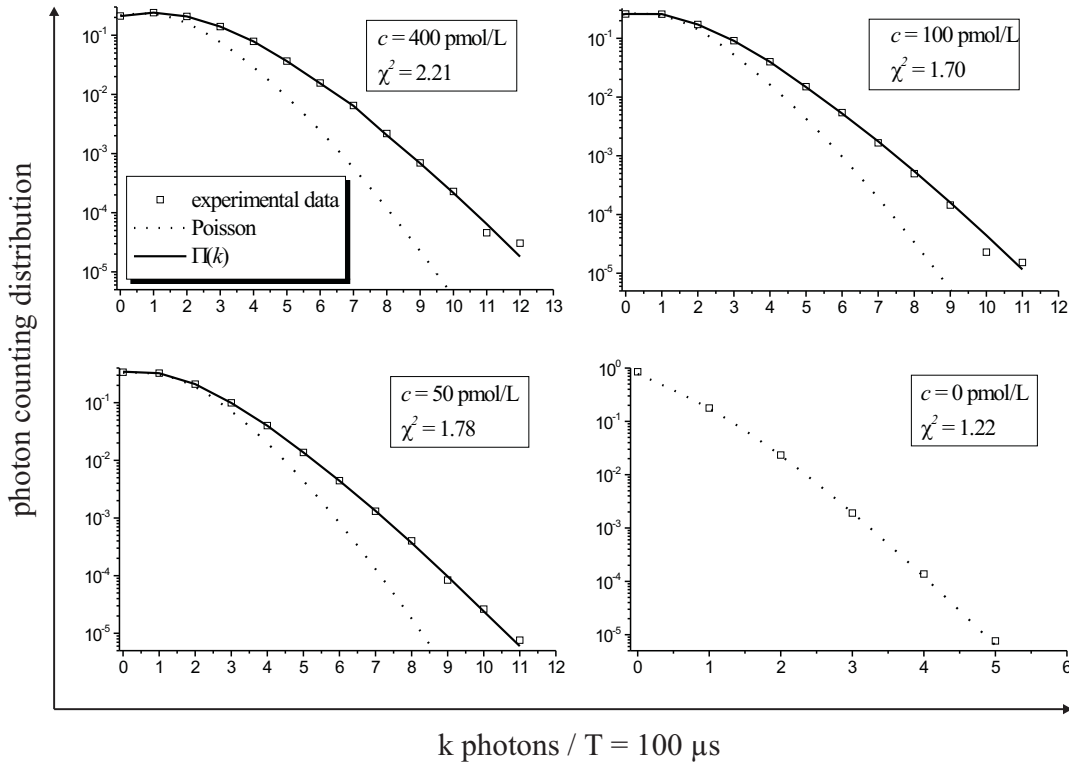 photon counting distribution
10⁻¹
10⁻²
10⁻³
10⁻⁴
10⁻⁵
c = 400 pmol/L
χ² = 2.21
experimental data
Poisson
Π(k)
0 1 2 3 4 5 6 7 8 9 10 11 12 13
10⁻¹
10⁻²
10⁻³
10⁻⁴
10⁻⁵
c = 100 pmol/L
χ² = 1.70
0 1 2 3 4 5 6 7 8 9 10 11 12
10⁻¹
10⁻²
10⁻³
10⁻⁴
10⁻⁵
c = 50 pmol/L
χ² = 1.78
0 1 2 3 4 5 6 7 8 9 10 11 12
10⁰
10⁻¹
10⁻²
10⁻³
10⁻⁴
10⁻⁵
c = 0 pmol/L
χ² = 1.22
0 1 2 3 4 5 6
k photons / T = 100 µs